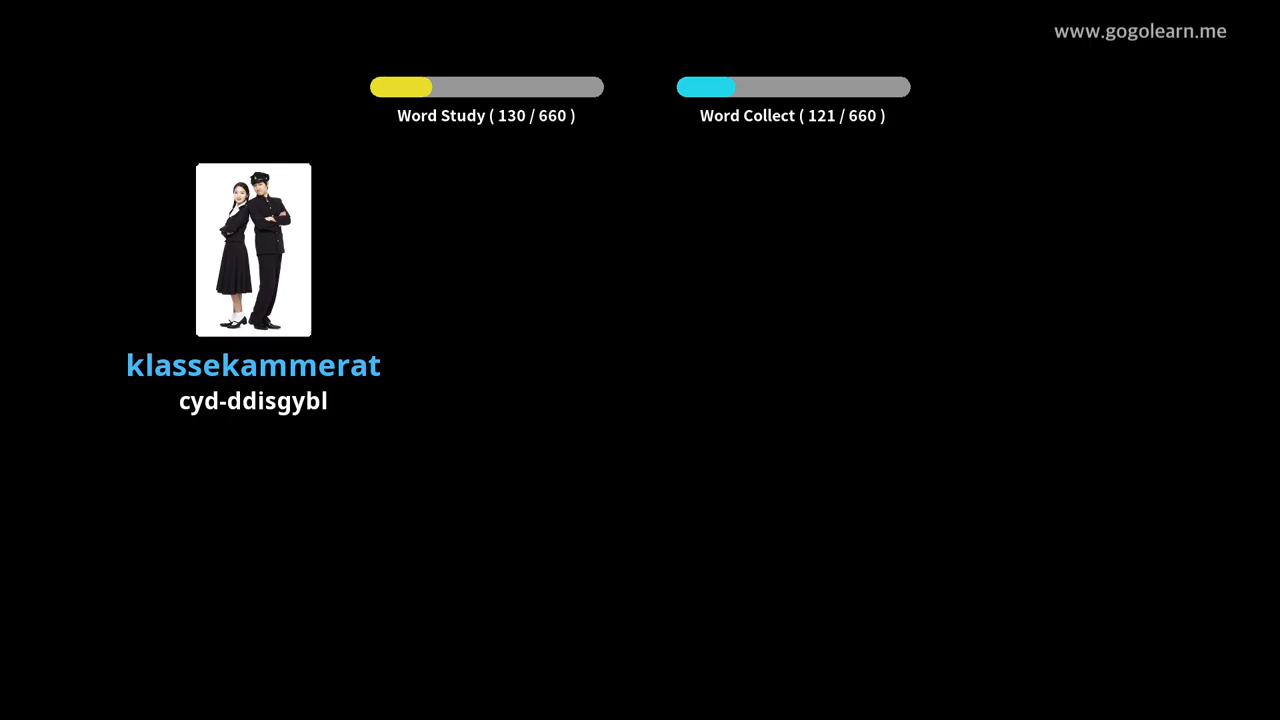 www.gogolearn.me
Word Study ( 130 / 660 )
Word Collect ( 121 / 660 )
klassekammerat
cyd-ddisgybl